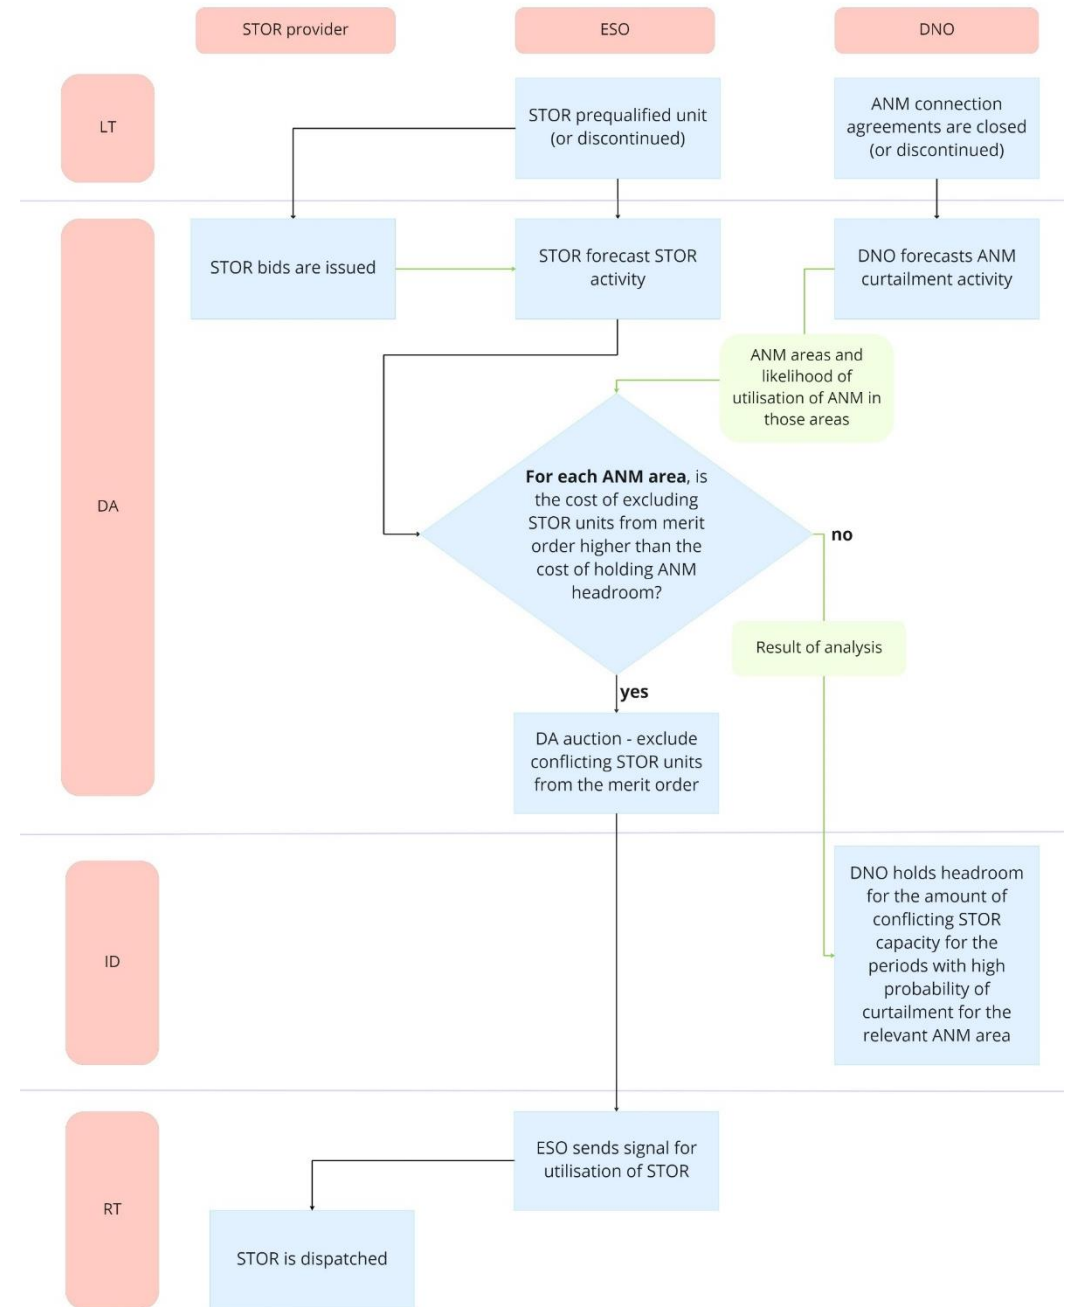 STOR provider
ESO
DNO
LT
STOR prequalified unit
(or discontinued)
ANM connection
agreements are closed
(or discontinued)
DA
STOR bids are issued
STOR forecast STOR
activity
DNO forecasts ANM
curtailment activity
ANM areas and
likelihood of
utilisation of ANM in
those areas
For each ANM area, is
the cost of excluding
STOR units from merit
order higher than the
cost of holding ANM
headroom?
no
Result of analysis
yes
DA auction - exclude
conflicting STOR units
from the merit order
ID
DNO holds headroom
for the amount of
conflicting STOR
capacity for the
periods with high
probability of
curtailment for the
relevant ANM area
RT
ESO sends signal for
utilisation of STOR
STOR is dispatched